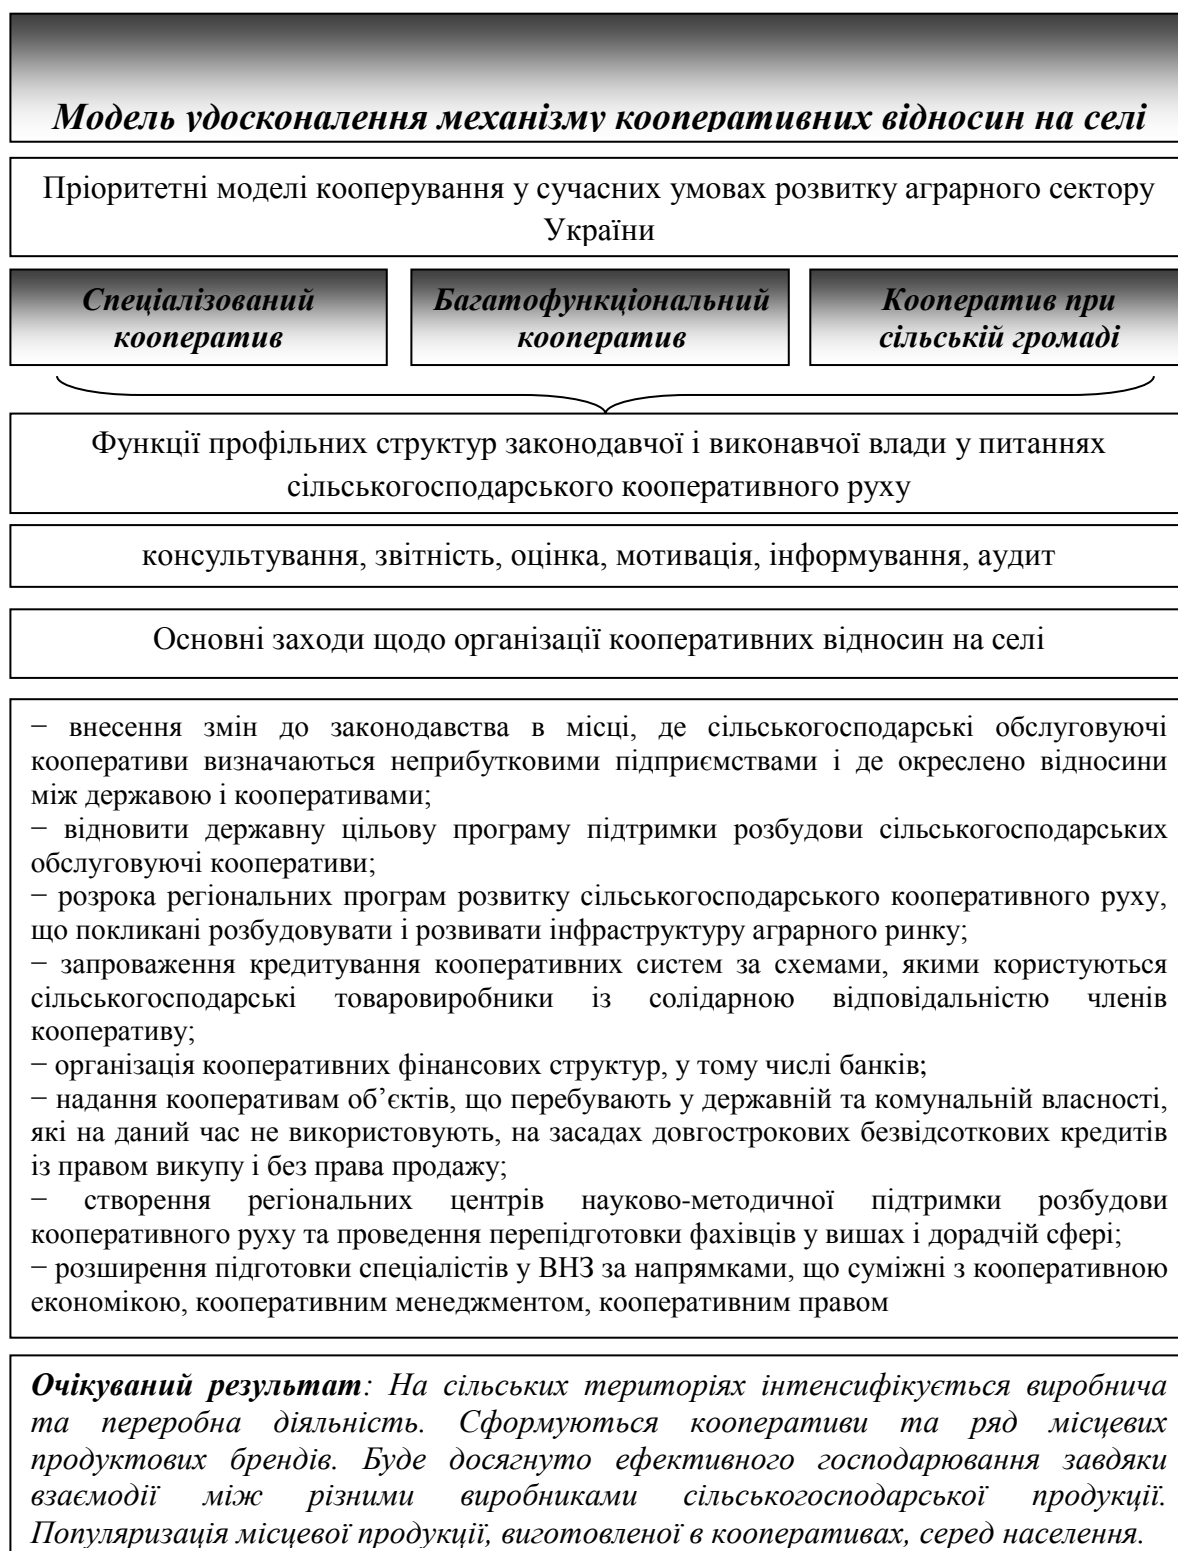 Модель удосконалення механізму кооперативних відносин на селі
Пріоритетні моделі кооперування у сучасних умовах розвитку аграрного сектору
України
Спеціалізований
кооператив
Багатофункціональний
кооператив
Кооператив при
сільській громаді
Функції профільних структур законодавчої і виконавчої влади у питаннях
сільськогосподарського кооперативного руху
консультування, звітність, оцінка, мотивація, інформування, аудит
Основні заходи щодо організації кооперативних відносин на селі
− внесення змін до законодавства в місці, де сільськогосподарські обслуговуючі
кооперативи визначаються неприбутковими підприємствами і де окреслено відносини
між державою і кооперативами;
− відновити державну цільову програму підтримки розбудови сільськогосподарських
обслуговуючі кооперативи;
− розрока регіональних програм розвитку сільськогосподарського кооперативного руху,
що покликані розбудовувати і розвивати інфраструктуру аграрного ринку;
− запроваження кредитування кооперативних систем за схемами, якими користуються
сільськогосподарські товаровиробники із солідарною відповідальністю членів
кооперативу;
− організація кооперативних фінансових структур, у тому числі банків;
− надання кооперативам об’єктів, що перебувають у державній та комунальній власності,
які на даний час не використовують, на засадах довгострокових безвідсоткових кредитів
із правом викупу і без права продажу;
− створення регіональних центрів науково-методичної підтримки розбудови
кооперативного руху та проведення перепідготовки фахівців у вишах і дорадчій сфері;
− розширення підготовки спеціалістів у ВНЗ за напрямками, що суміжні з кооперативною
економікою, кооперативним менеджментом, кооперативним правом
Очікуваний результат: На сільських територіях інтенсифікується виробнича
та переробна діяльність. Сформуються кооперативи та ряд місцевих
продуктових брендів. Буде досягнуто ефективного господарювання завдяки
взаємодії між різними виробниками сільськогосподарської продукції.
Популяризація місцевої продукції, виготовленої в кооперативах, серед населення.